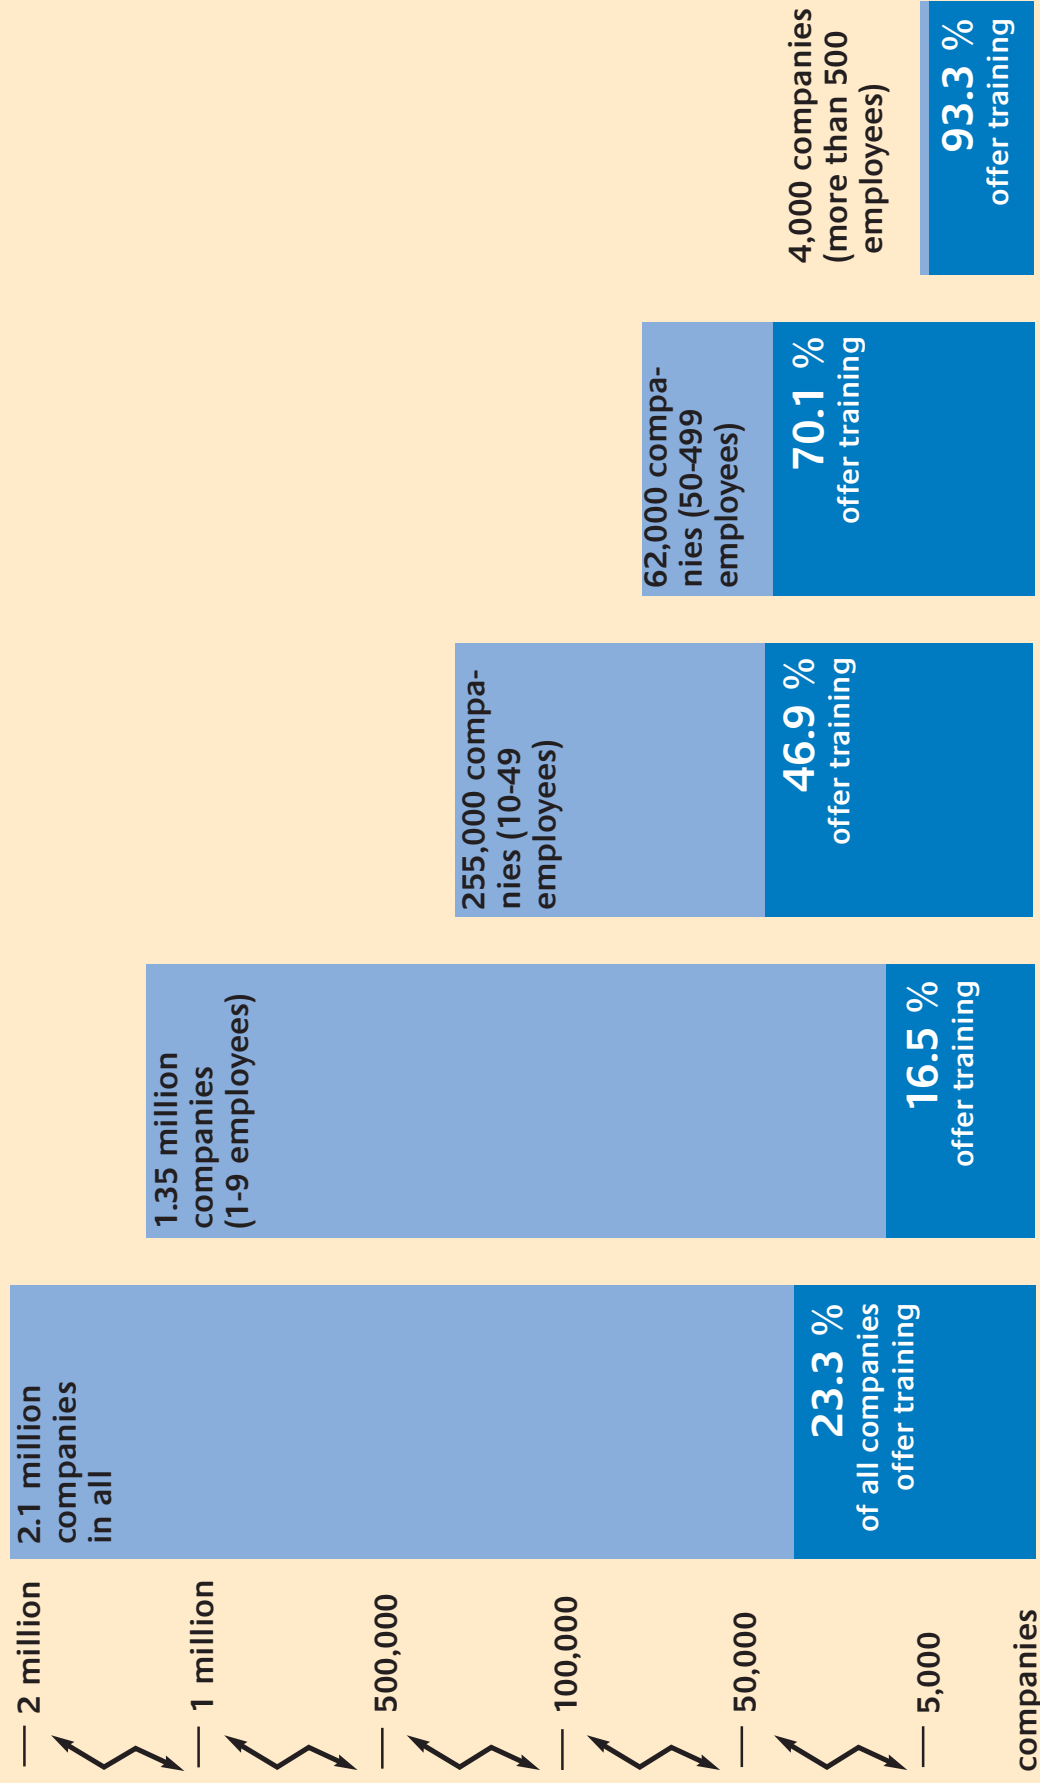 2 million
1 million
500,000
100,000
50,000
5,000
companies
2.1 million
companies
in all
23.3 %
of all companies
offer training
1.35 million
companies
(1-9 employees)
16.5 %
offer training
255,000 compa-
nies (10-49
employees)
46.9 %
offer training
62,000 compa-
nies (50-499
employees)
70.1 %
offer training
4,000 companies
(more than 500
employees)
93.3 %
offer training